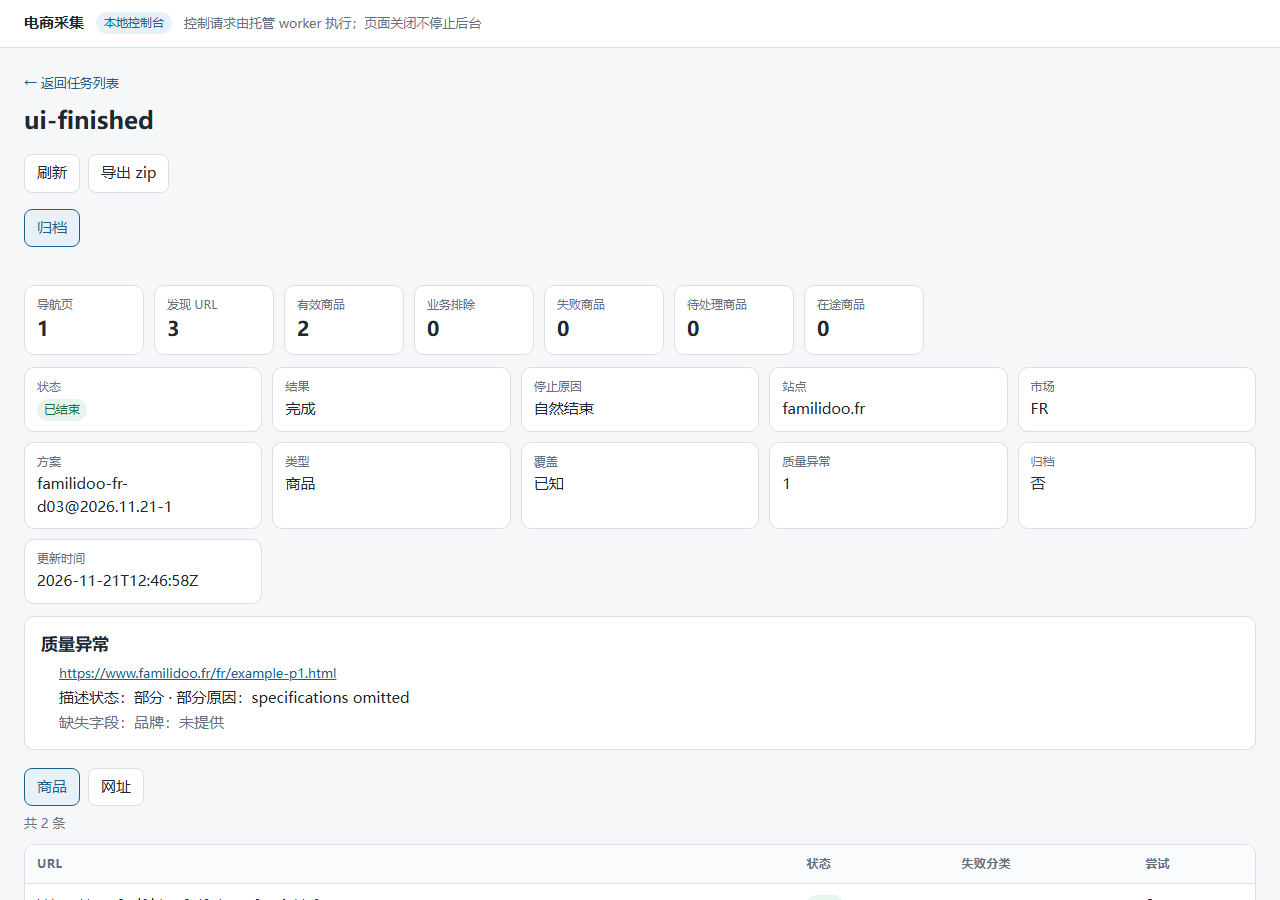 电商采集 本地控制台 控制请求由托管 worker 执行；页面关闭不停止后台
← 返回任务列表
ui-finished
刷新 导出 zip
归档
导航页 发现 URL 有效商品 业务排除 失败商品 待处理商品 在途商品
1 3 2 0 0 0 0
状态 结果 停止原因 站点 市场
已结束 完成 自然结束 familidoo.fr FR
方案 类型 覆盖 质量异常 归档
familidoo-fr- 商品 已知 1 否
d03@2026.11.21-1
更新时间
2026-11-21T12:46:58Z
质量异常
https://www.familidoo.fr/fr/example-p1.html
描述状态：部分 · 部分原因：specifications omitted
缺失字段：品牌：未提供
商品 网址
共 2 条
URL 状态 失败分类 尝试